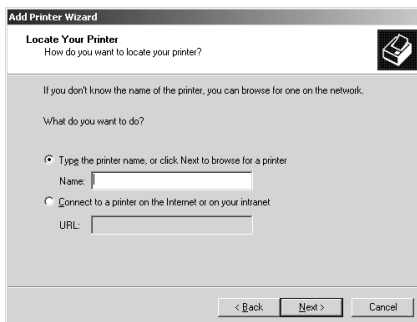 Add Printer Wizard
Locate Your Printer
How do you want to locate your printer?
If you don't know the name of the printer, you can browse for one on the network.
What do you want to do?
Type the printer name, or click Next to browse for a printer
Name:
Connect to a printer on the Internet or on your intranet
URL:
< Back Next > Cancel